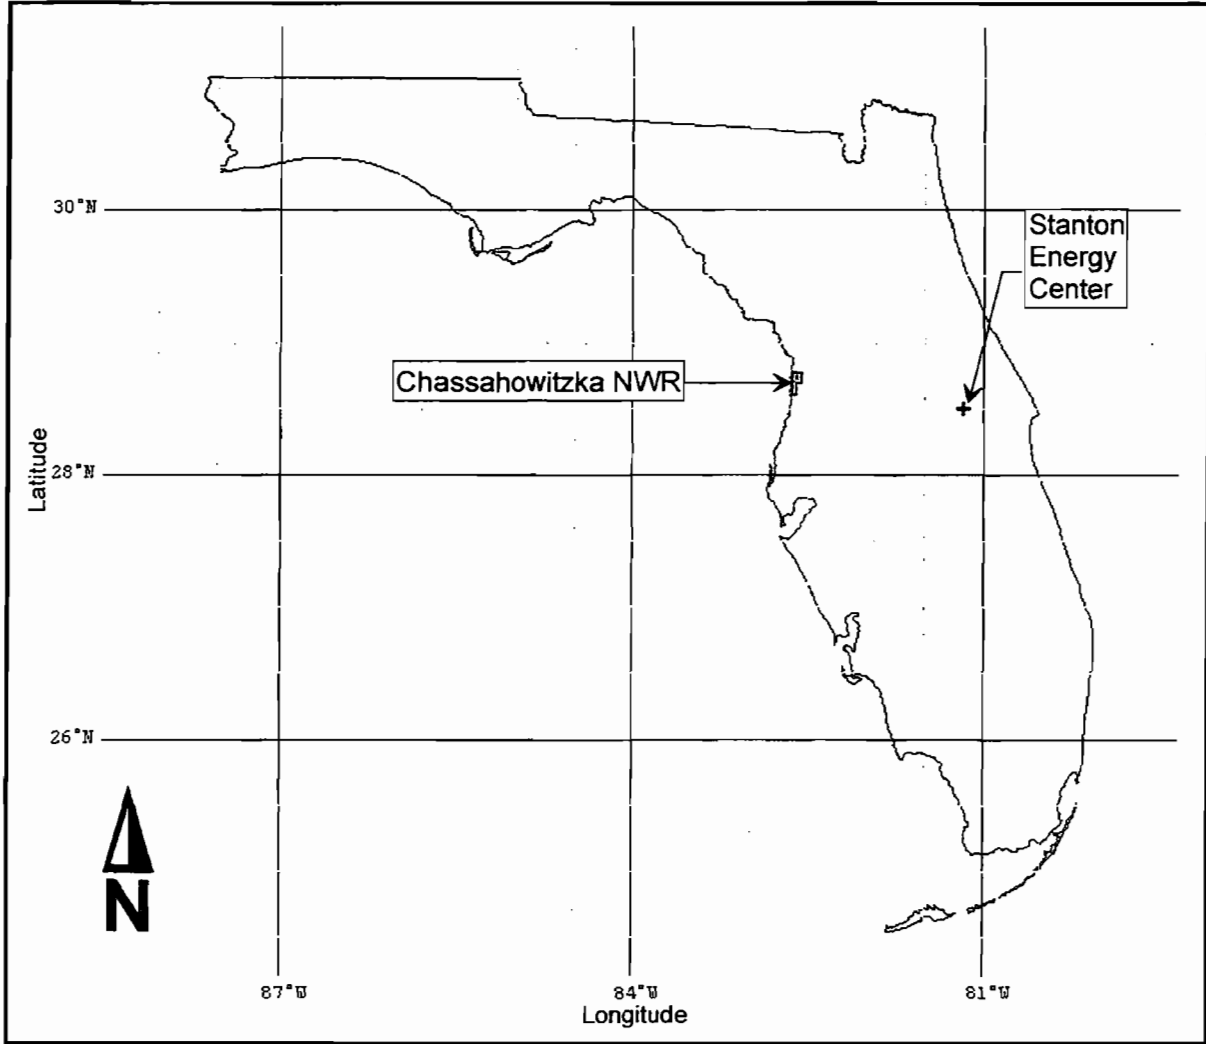 30°N
Stanton
Energy
Center
Chassahowitzka NWR
Latitude
28°N
26°N
N
87°W
84°W
81°W
Longitude